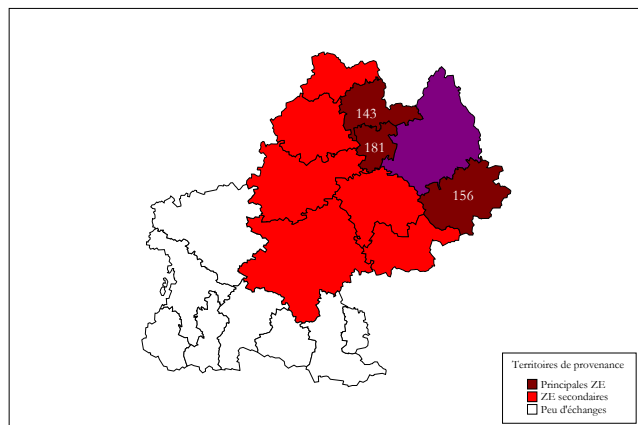 143
181
156
Territoires de provenance
Principales ZE
ZE secondaires
Peu d'échanges